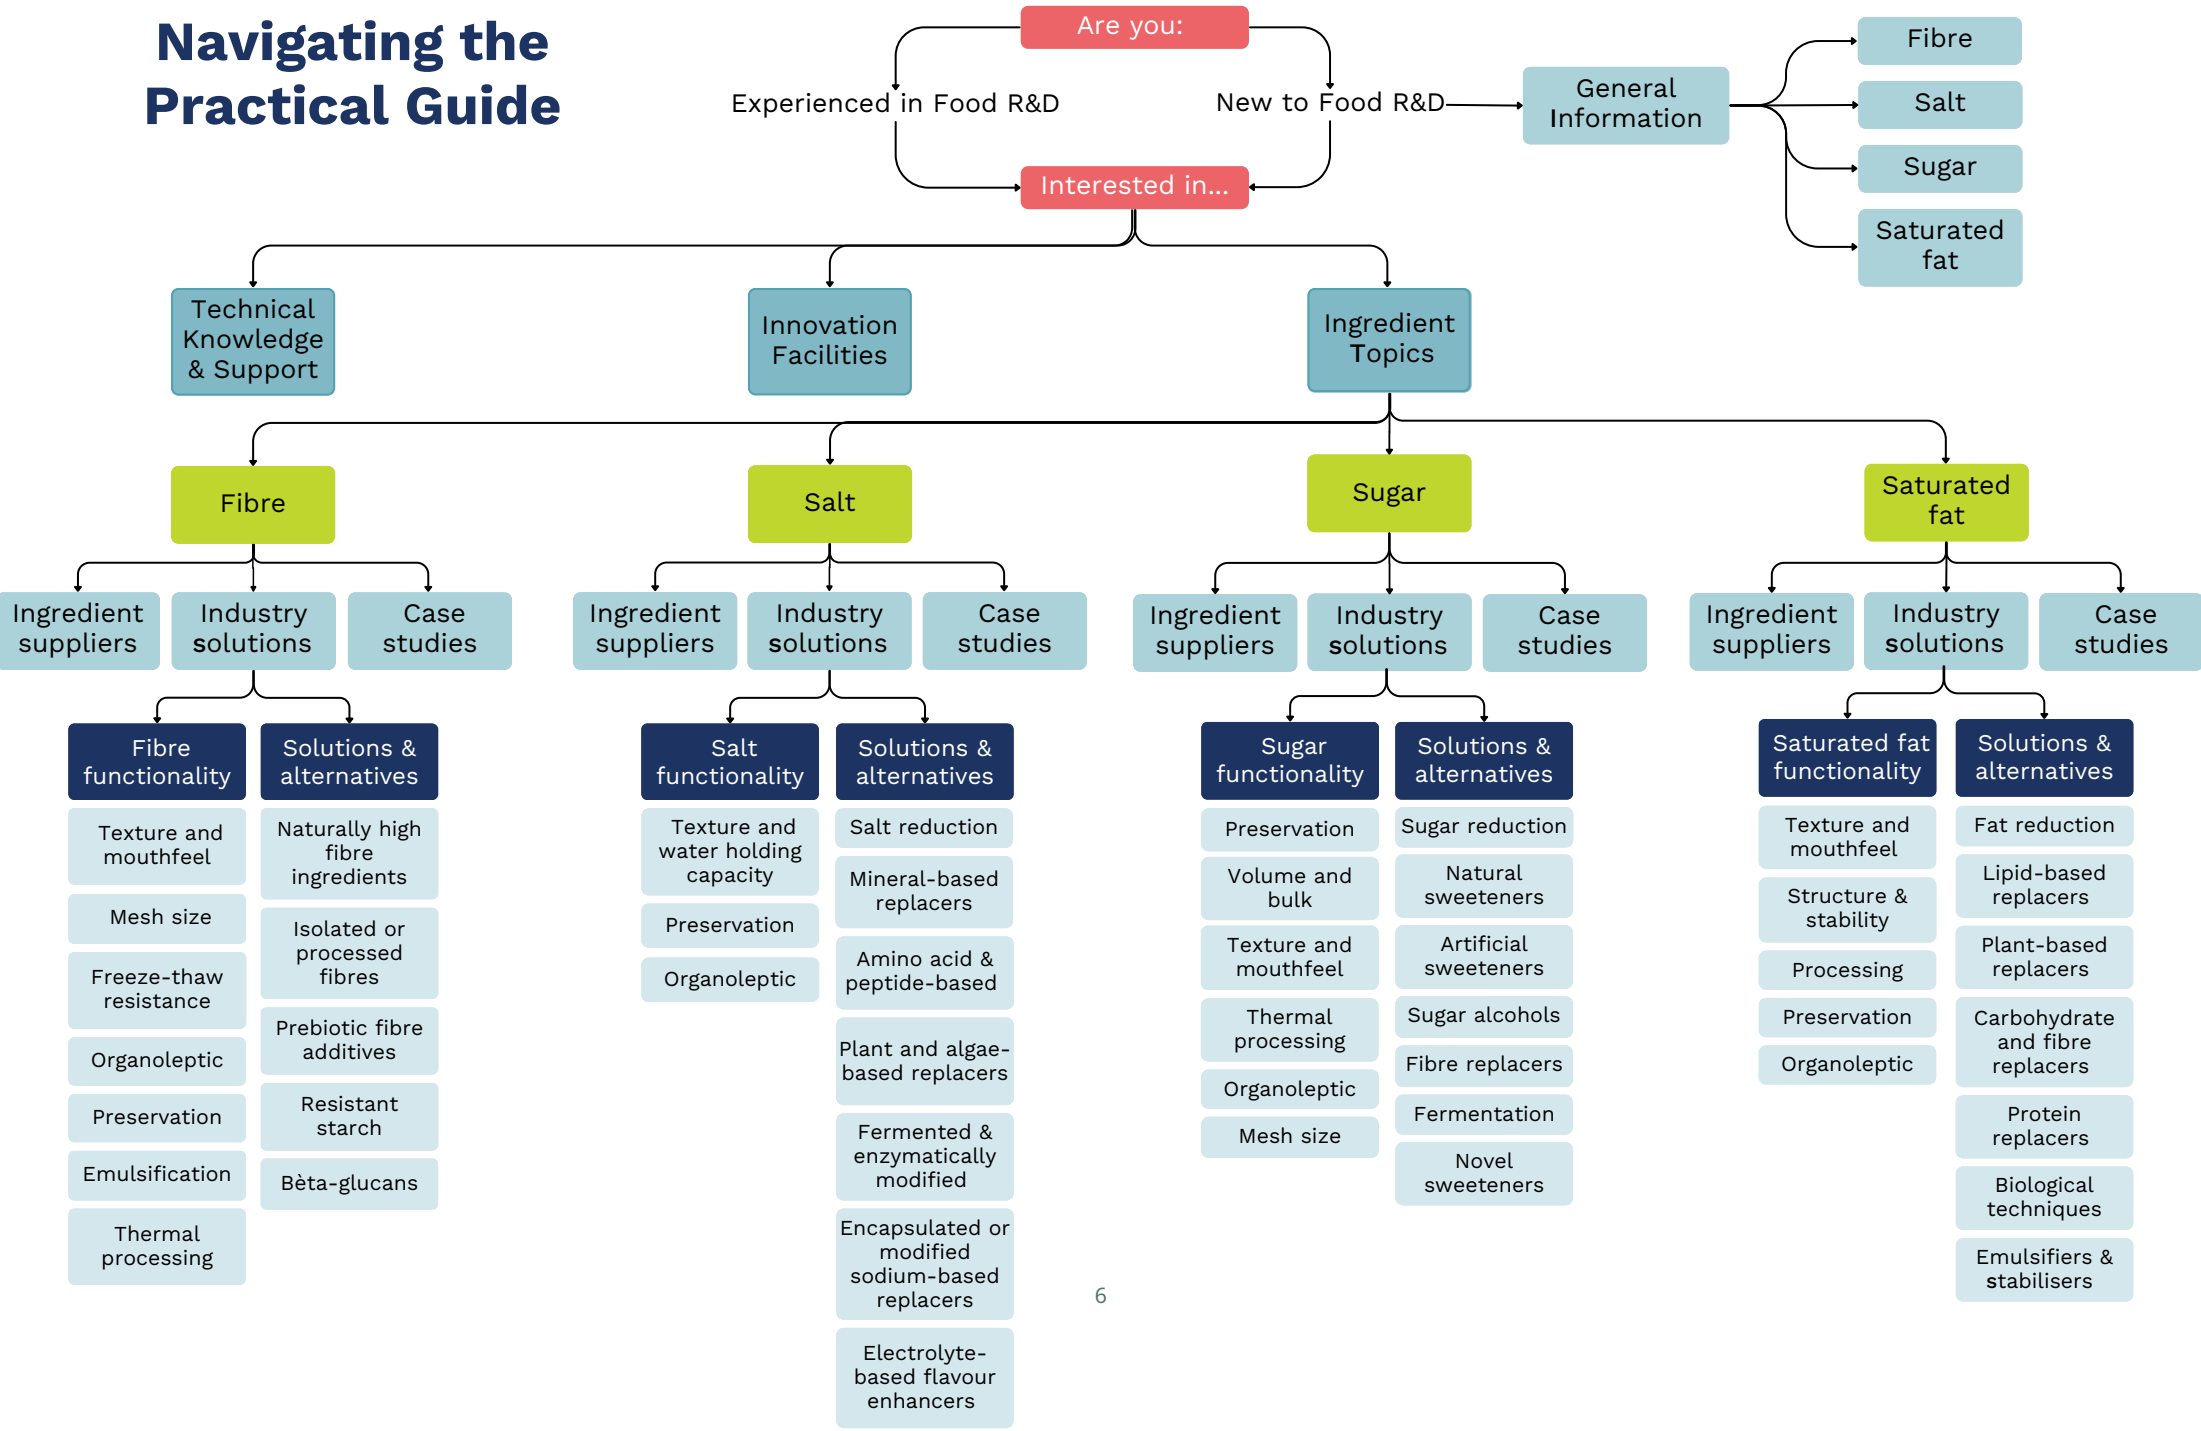 Navigating the
Practical Guide
Are you:
Experienced in Food R&D
New to Food R&D
General
Information
Fibre
Salt
Sugar
Saturated
fat
Interested in...
Technical
Knowledge
& Support
Innovation
Facilities
Ingredient
Topics
Fibre
Salt
Sugar
Saturated
fat
Ingredient
suppliers
Industry
solutions
Case
studies
Ingredient
suppliers
Industry
solutions
Case
studies
Ingredient
suppliers
Industry
solutions
Case
studies
Ingredient
suppliers
Industry
solutions
Case
studies
Fibre
functionality
Texture and
mouthfeel
Mesh size
Freeze-thaw
resistance
Organoleptic
Preservation
Emulsification
Thermal
processing
Solutions &
alternatives
Naturally high
fibre
ingredients
Isolated or
processed
fibres
Prebiotic fibre
additives
Resistant
starch
Bèta-glucans
Salt
functionality
Texture and
water holding
capacity
Preservation
Organoleptic
Solutions &
alternatives
Salt reduction
Mineral-based
replacers
Amino acid &
peptide-based
Plant and algae-
based replacers
Fermented &
enzymatically
modified
Encapsulated or
modified
sodium-based
replacers
Electrolyte-
based flavour
enhancers
Sugar
functionality
Preservation
Volume and
bulk
Texture and
mouthfeel
Thermal
processing
Organoleptic
Mesh size
Solutions &
alternatives
Sugar reduction
Natural
sweeteners
Artificial
sweeteners
Sugar alcohols
Fibre replacers
Fermentation
Novel
sweeteners
Saturated fat
functionality
Texture and
mouthfeel
Structure &
stability
Processing
Preservation
Organoleptic
Solutions &
alternatives
Fat reduction
Lipid-based
replacers
Plant-based
replacers
Carbohydrate
and fibre
replacers
Protein
replacers
Biological
techniques
Emulsifiers &
stabilisers
6